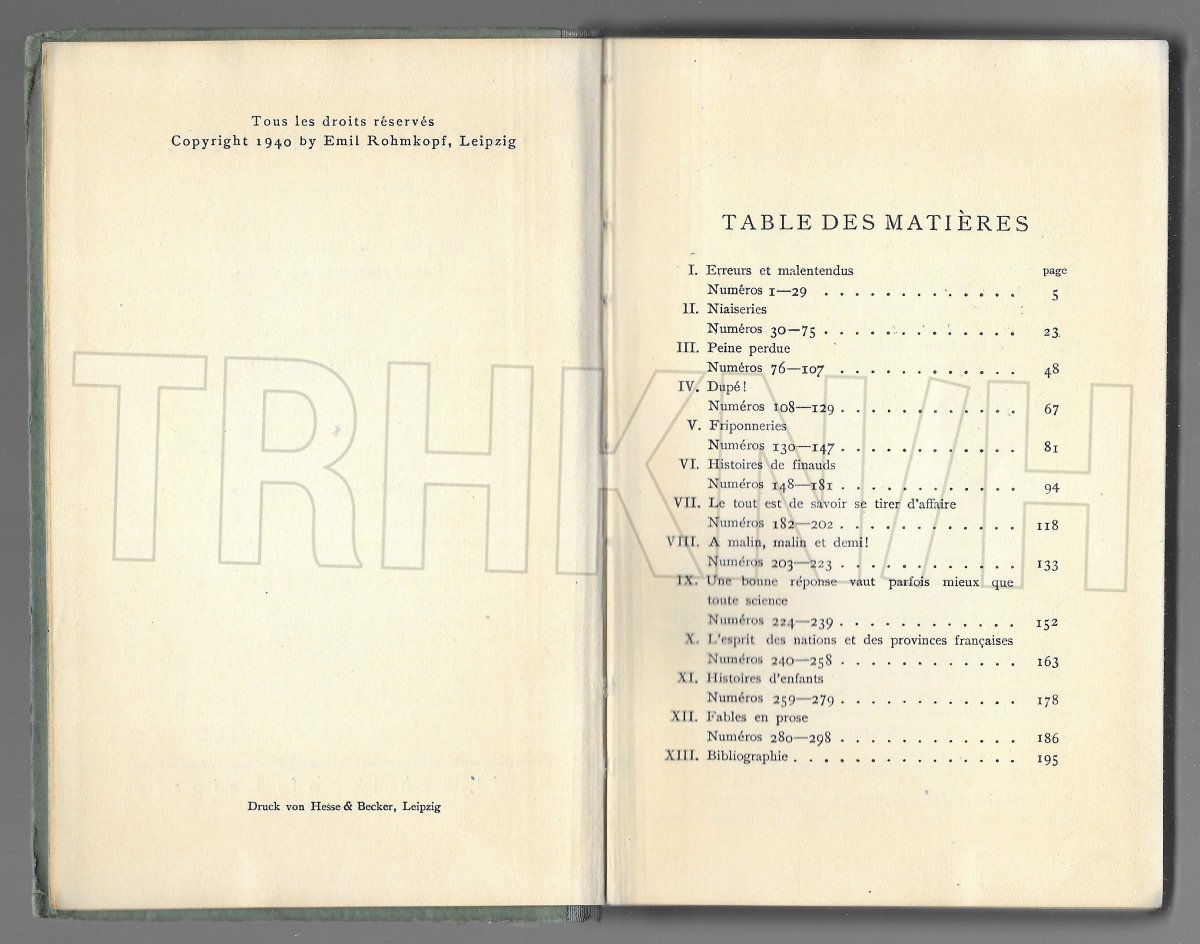 Tous les droits réservés
Copyright 1940 by Emil Rohmkopf, Leipzig
Druck von Hesse & Becker, Leipzig
TABLE DES MATIÈRES
page
I. Erreurs et malentendus
Numéros 1—29 . . . . . . . . . . . . . 5
II. Niaiseries
Numéros 30—75 . . . . . . . . . . . . . 23
III. Peine perdue
Numéros 76—107 . . . . . . . . . . . . 48
IV. Dupé!
Numéros 108—129 . . . . . . . . . . . . 67
V. Friponneries
Numéros 130—147 . . . . . . . . . . . . 81
VI. Histoires de finauds
Numéros 148—181 . . . . . . . . . . . . 94
VII. Le tout est de savoir se tirer d'affaire
Numéros 182—202 . . . . . . . . . . . . 118
VIII. A malin, malin et demi!
Numéros 203—223 . . . . . . . . . . . . 133
IX. Une bonne réponse vaut parfois mieux que
toute science
Numéros 224—239 . . . . . . . . . . . . 152
X. L'esprit des nations et des provinces françaises
Numéros 240—258 . . . . . . . . . . . . 163
XI. Histoires d'enfants
Numéros 259—279 . . . . . . . . . . . . 178
XII. Fables en prose
Numéros 280—298 . . . . . . . . . . . . 186
XIII. Bibliographie . . . . . . . . . . . . . . . 195
TRHKN/H